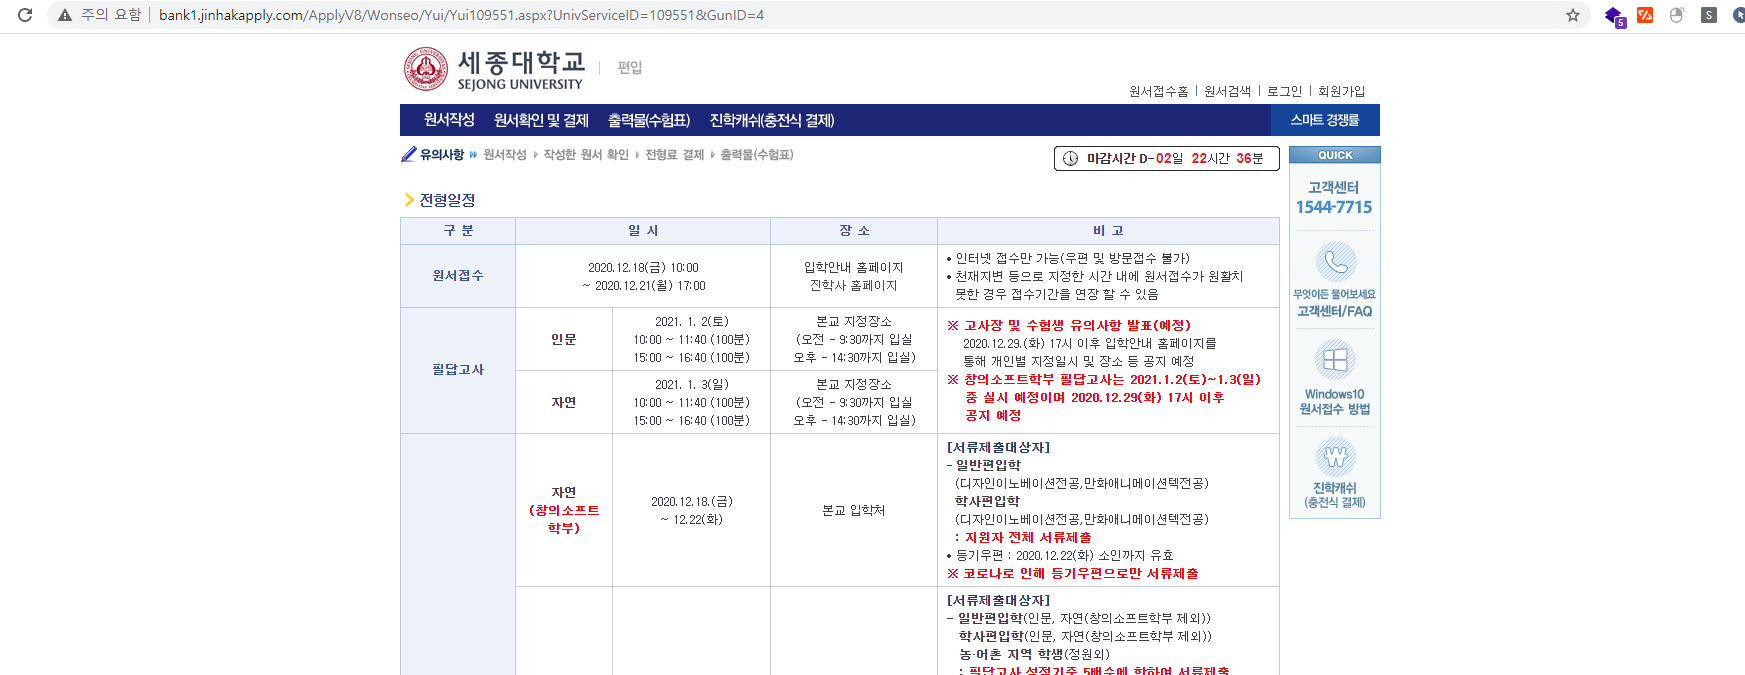 주의 요함 bank1.jinhakapply.com/ApplyV8/Wonseo/Yui/Yui109551.aspx?UnivServiceID=109551&GunID=4
5
S
세종대학교
SEJONG UNIVERSITY
편입
원서접수홈 | 원서검색 | 로그인 | 회원가입
원서작성 원서확인 및 결제 출력물(수험표) 진학캐쉬(충전식 결제) 스마트 경쟁률
유의사항 원서작성 작성한 원서 확인 전형료 결제 출력물(수험표)
마감시간 D-02일 22시간 36분
전형일정
구 분 일 시 장 소 비 고
원서접수
2020.12.18(금) 10:00
~ 2020.12.21(월) 17:00
입학안내 홈페이지
진학사 홈페이지
• 인터넷 접수만 가능(우편 및 방문접수 불가)
• 천재지변 등으로 지정한 시간 내에 원서접수가 원활치
못한 경우 접수기간을 연장 할 수 있음
필답고사
인문
2021. 1. 2(토)
10:00 ~ 11:40 (100분)
15:00 ~ 16:40 (100분)
본교 지정장소
(오전 - 9:30까지 입실
오후 - 14:30까지 입실)
자연
2021. 1. 3(일)
10:00 ~ 11:40 (100분)
15:00 ~ 16:40 (100분)
본교 지정장소
(오전 - 9:30까지 입실
오후 - 14:30까지 입실)
※ 고사장 및 수험생 유의사항 발표(예정)
2020.12.29.(화) 17시 이후 입학안내 홈페이지를
통해 개인별 지정일시 및 장소 등 공지 예정
※ 창의소프트학부 필답고사는 2021.1.2(토)~1.3(일)
중 실시 예정이며 2020.12.29(화) 17시 이후
공지 예정
자연
(창의소프트
학부)
2020.12.18.(금)
~ 12.22(화)
본교 입학처
[서류제출대상자]
- 일반편입학
(디자인이노베이션전공,만화애니메이션텍전공)
학사편입학
(디자인이노베이션전공,만화애니메이션텍전공)
: 지원자 전체 서류제출
• 등기우편 : 2020.12.22(화) 소인까지 유효
※ 코로나로 인해 등기우편으로만 서류제출
[서류제출대상자]
- 일반편입학(인문, 자연(창의소프트학부 제외))
학사편입학(인문, 자연(창의소프트학부 제외))
농·어촌 지역 학생(정원외)
: 필답고사 성적기준 5배수에 한하여 서류제출
QUICK
고객센터
1544-7715
무엇이든 물어보세요
고객센터/FAQ
Windows10
원서접수 방법
진학캐쉬
(충전식 결제)